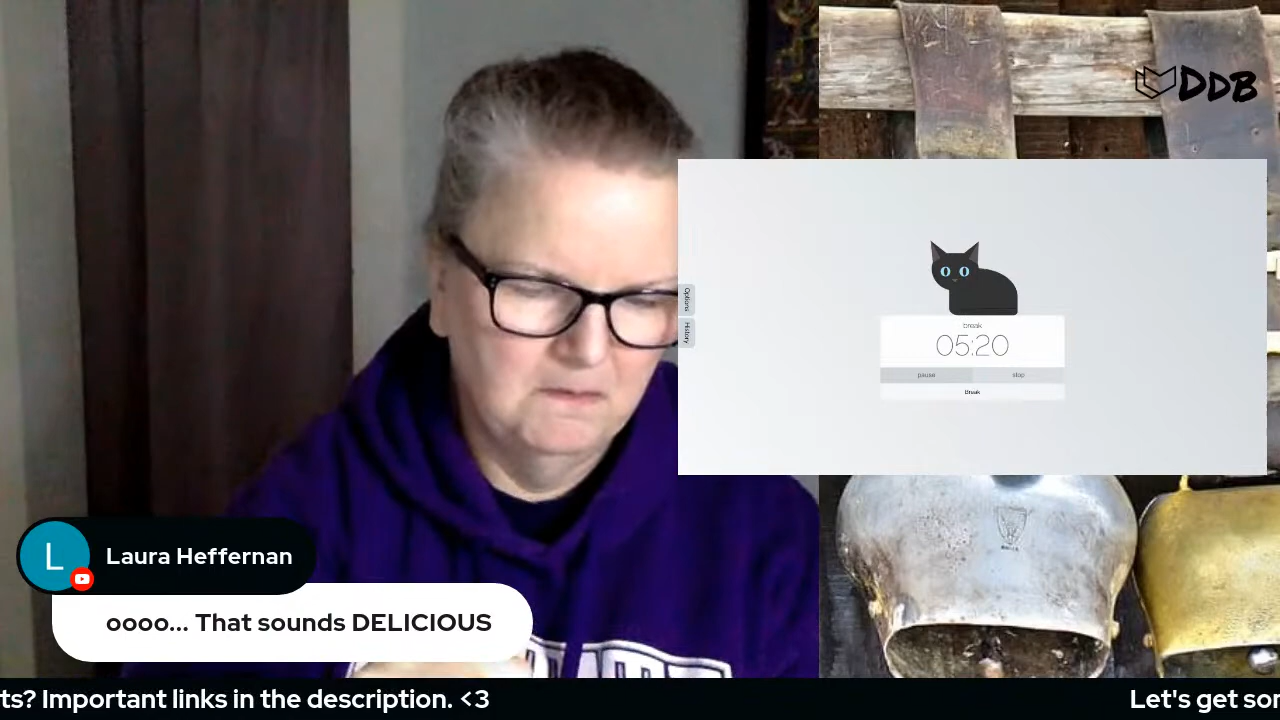 DDB
Options
History
break
05:20
pause
stop
Break
L
Laura Heffernan
oooo... That sounds DELICIOUS
ts? Important links in the description. <3
Let's get sor